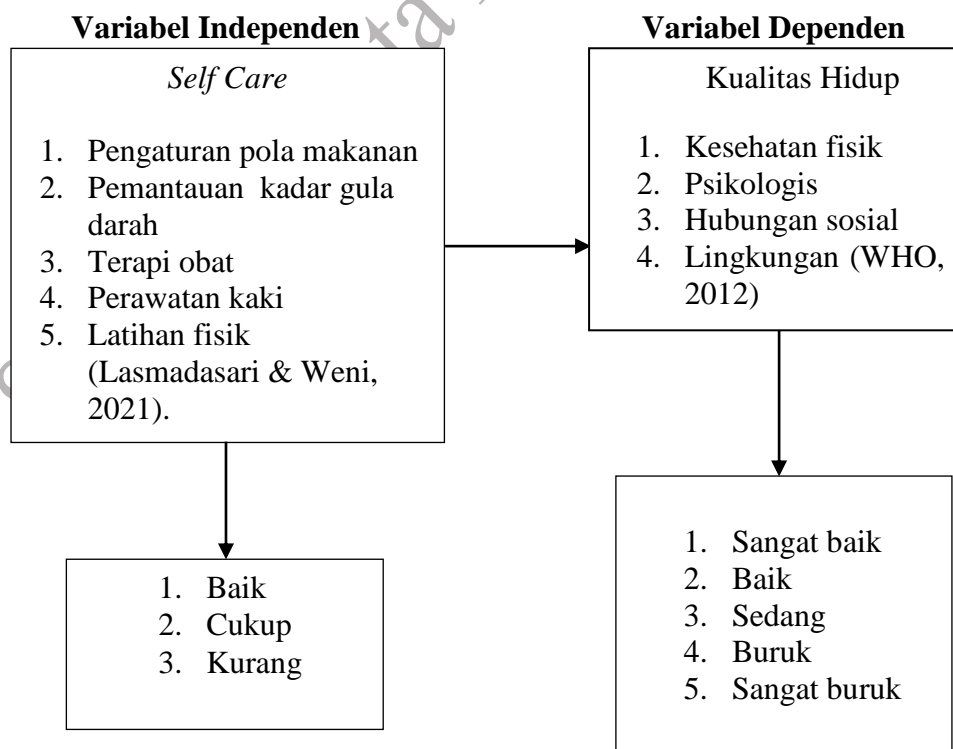 Variabel Independen
Self Care
1. Pengaturan pola makanan
2. Pemantauan kadar gula
darah
3. Terapi obat
4. Perawatan kaki
5. Latihan fisik
(Lasmadasari & Weni,
2021).
1. Baik
2. Cukup
3. Kurang
Variabel Dependen
Kualitas Hidup
1. Kesehatan fisik
2. Psikologis
3. Hubungan sosial
4. Lingkungan (WHO,
2012)
1. Sangat baik
2. Baik
3. Sedang
4. Buruk
5. Sangat buruk